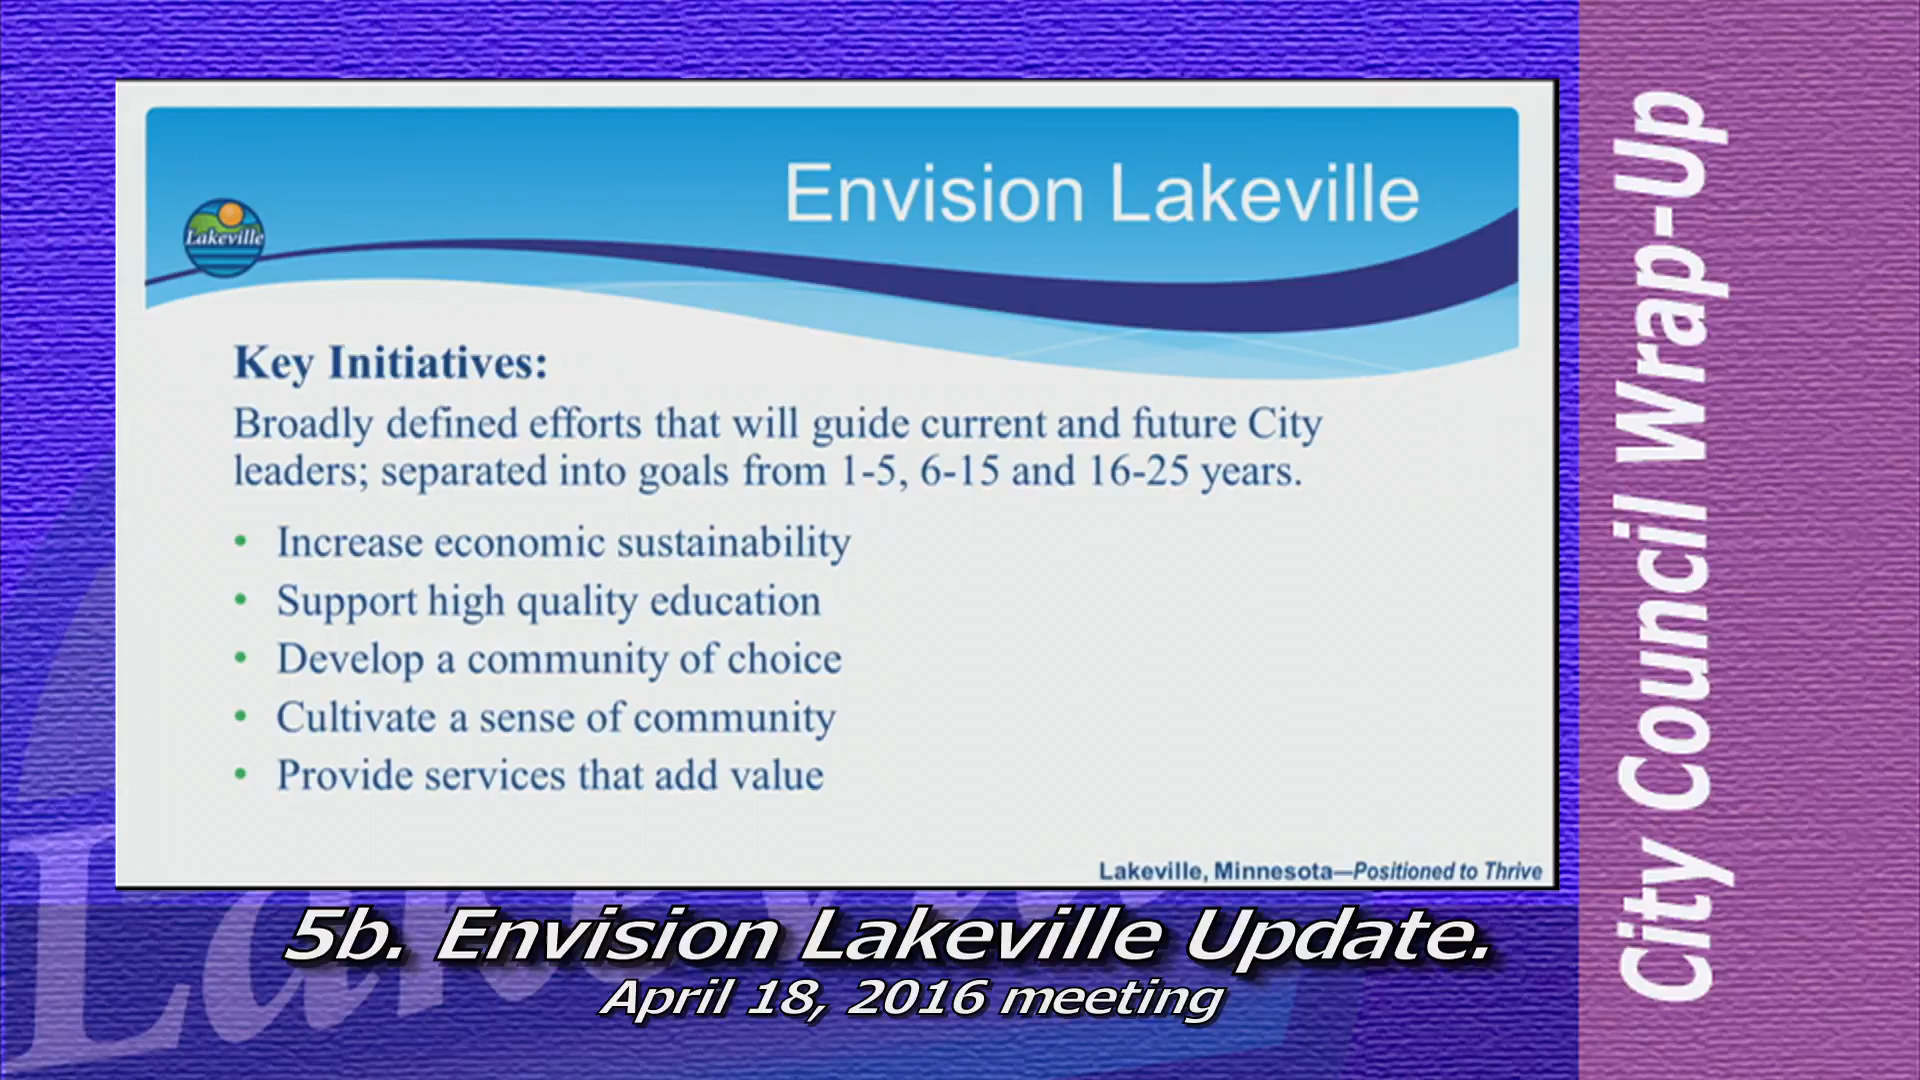 Envision Lakeville
Lakeville
Key Initiatives:
Broadly defined efforts that will guide current and future City
leaders; separated into goals from 1-5, 6-15 and 16-25 years.
• Increase economic sustainability
• Support high quality education
• Develop a community of choice
• Cultivate a sense of community
• Provide services that add value
Lakeville, Minnesota—Positioned to Thrive
5b. Envision Lakeville Update.
April 18, 2016 meeting
City Council Wrap-Up
Lakeville